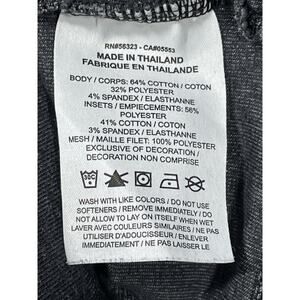 RN#56323 - CA#05553
MADE IN THAILAND
FABRIQUE EN THAILANDE
BODY / CORPS: 64% COTTON / COTON
32% POLYESTER
4% SPANDEX / ELASTHANNE
INSETS / EMPIECEMENTS: 56%
POLYESTER
41% COTTON / COTON
3% SPANDEX / ELASTHANNE
MESH / MAILLE FILET: 100% POLYESTER
EXCLUSIVE OF DECORATION /
DECORATION NON COMPRISE
WASH WITH LIKE COLORS / DO NOT USE
SOFTENERS / REMOVE IMMEDIATELY / DO
NOT ALLOW TO LAY ON ITSELF WHEN WET
LAVER AVEC COULEURS SIMILAIRES / NE PAS
UTILISER D'ADOUCISSEUR / ENLEVER
IMMEDIATEMENT / NE PAS LAISSER LE